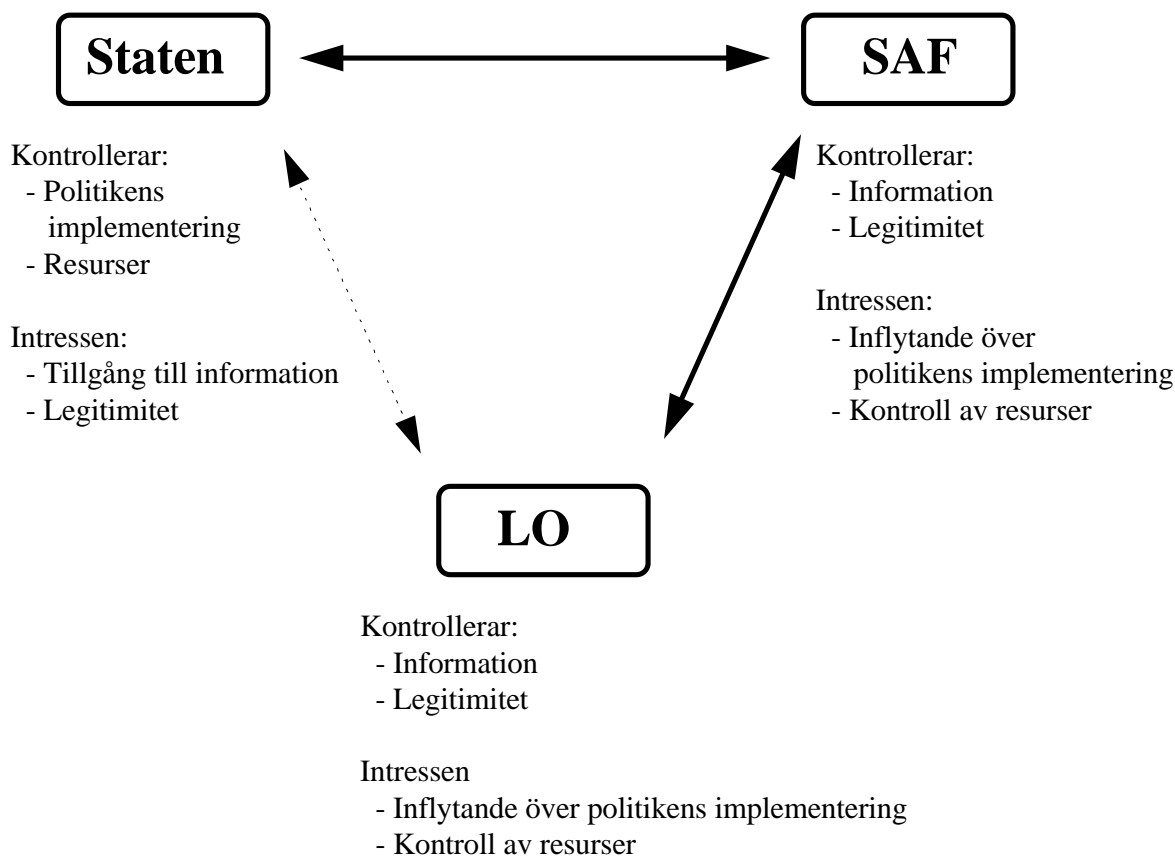 Staten
SAF
Kontrollerar:
- Politikens
implementering
- Resurser
Intressen:
- Tillgång till information
- Legitimitet
Kontrollerar:
- Information
- Legitimitet
Intressen:
- Inflytande över
politikens implementering
- Kontroll av resurser
LO
Kontrollerar:
- Information
- Legitimitet
Intressen
- Inflytande över politikens implementering
- Kontroll av resurser